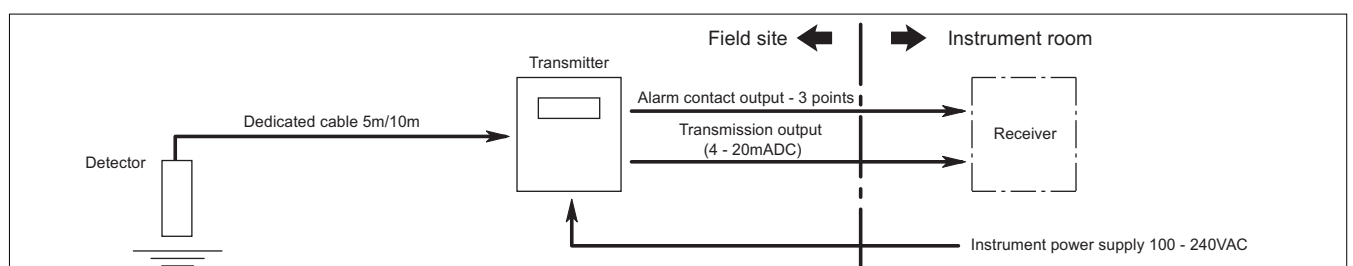 Field site
Instrument room
Transmitter
Alarm contact output - 3 points
Dedicated cable 5m/10m
Transmission output
(4 - 20mADC)
Receiver
Detector
Instrument power supply 100 - 240VAC